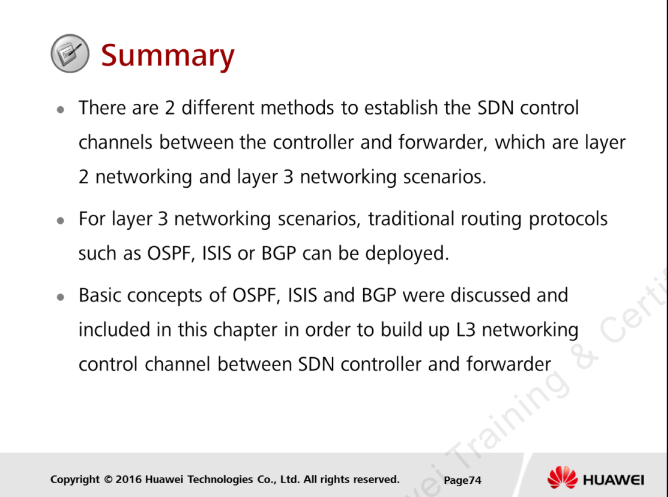 Summary
There are 2 different methods to establish the SDN control
channels between the controller and forwarder, which are layer
2 networking and layer 3 networking scenarios.
For layer 3 networking scenarios, traditional routing protocols
such as OSPF, ISIS or BGP can be deployed.
Basic concepts of OSPF, ISIS and BGP were discussed and
included in this chapter in order to build up L3 networking
control channel between SDN controller and forwarder
Training & Certi
Copyright © 2016 Huawei Technologies Co., Ltd. All rights reserved.
Page74
HUAWEI